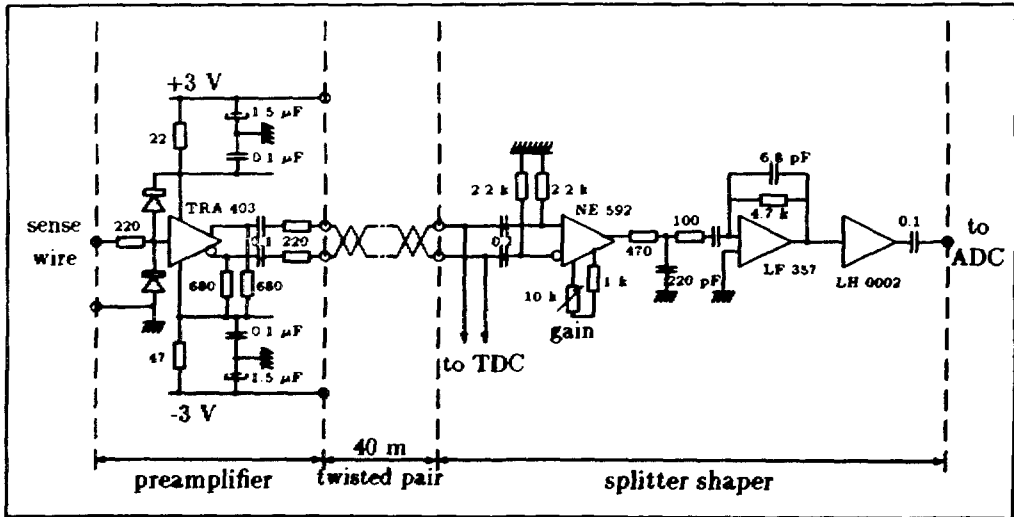 +3 V
1 5 µF
22
0 1 µF
TRA 403
sense
wire
220
0.1
220
680
680
0 1 µF
47
1.5 µF
-3 V
2 2 k
2 2 k
NE 592
470
100
6.8 pF
4.7 k
LF 357
LH 0002
0.1
to
ADC
220 pF
10 k
1 k
gain
to TDC
40 m
preamplifier
twisted pair
splitter shaper